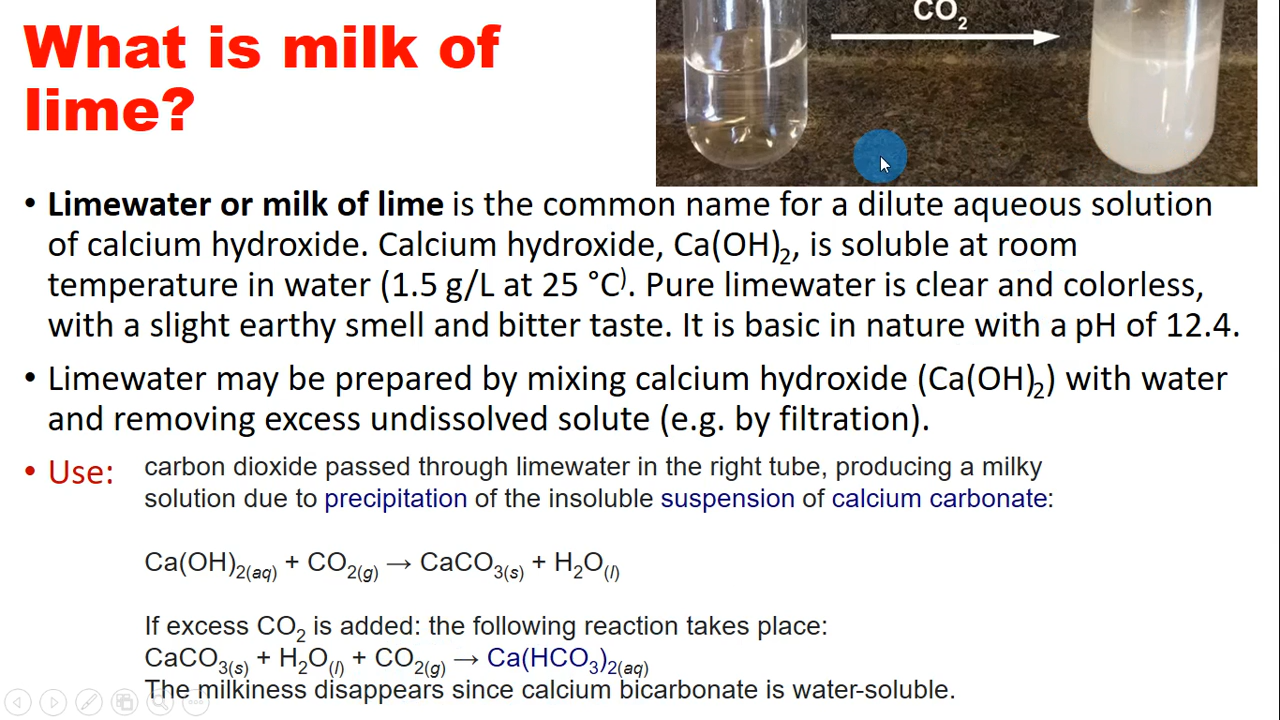 What is milk of
lime?
CO2
• Limewater or milk of lime is the common name for a dilute aqueous solution
of calcium hydroxide. Calcium hydroxide, Ca(OH)2, is soluble at room
temperature in water (1.5 g/L at 25 °C). Pure limewater is clear and colorless,
with a slight earthy smell and bitter taste. It is basic in nature with a pH of 12.4.
• Limewater may be prepared by mixing calcium hydroxide (Ca(OH)2) with water
and removing excess undissolved solute (e.g. by filtration).
• Use: carbon dioxide passed through limewater in the right tube, producing a milky
solution due to precipitation of the insoluble suspension of calcium carbonate:
Ca(OH)2(aq) + CO2(g) → CaCO3(s) + H2O(l)
If excess CO2 is added: the following reaction takes place:
CaCO3(s) + H2O(l) + CO2(g) → Ca(HCO3)2(aq)
The milkiness disappears since calcium bicarbonate is water-soluble.